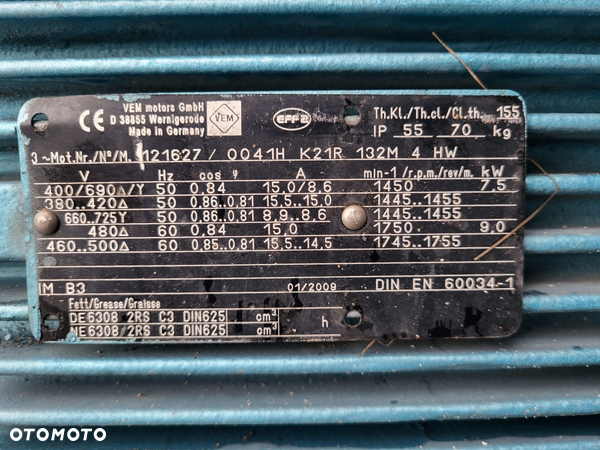 CE VEM motors GmbH
D 38855 Wernigerode
Made in Germany
VEM
EFF2
Th.Kl./Th.cl./Cl.th. 155
IP 55 70 kg
3 ~Mot.Nr./N°/M. 121627/ 0041H K21R 132M 4 HW
V Hz cos φ A min-1/r.p.m./rev/m. kW
400/690Δ/Y 50 0.84 15,0/8,6 1450 7.5
380..420Δ 50 0.86..0.81 15,5..15,0 1445..1455
660..725Y 50 0.86..0.81 8,9..8,6 1445..1455
480Δ 60 0.84 15,0 1750 9.0
460..500Δ 60 0.85..0.81 15,5..14,5 1745..1755
IM B3 01/2009 DIN EN 60034-1
Fett/Grease/Graisse
DE6308 2RS C3 DIN625 cm³ h
NE6308 2RS C3 DIN625 cm³
OTOMOTO